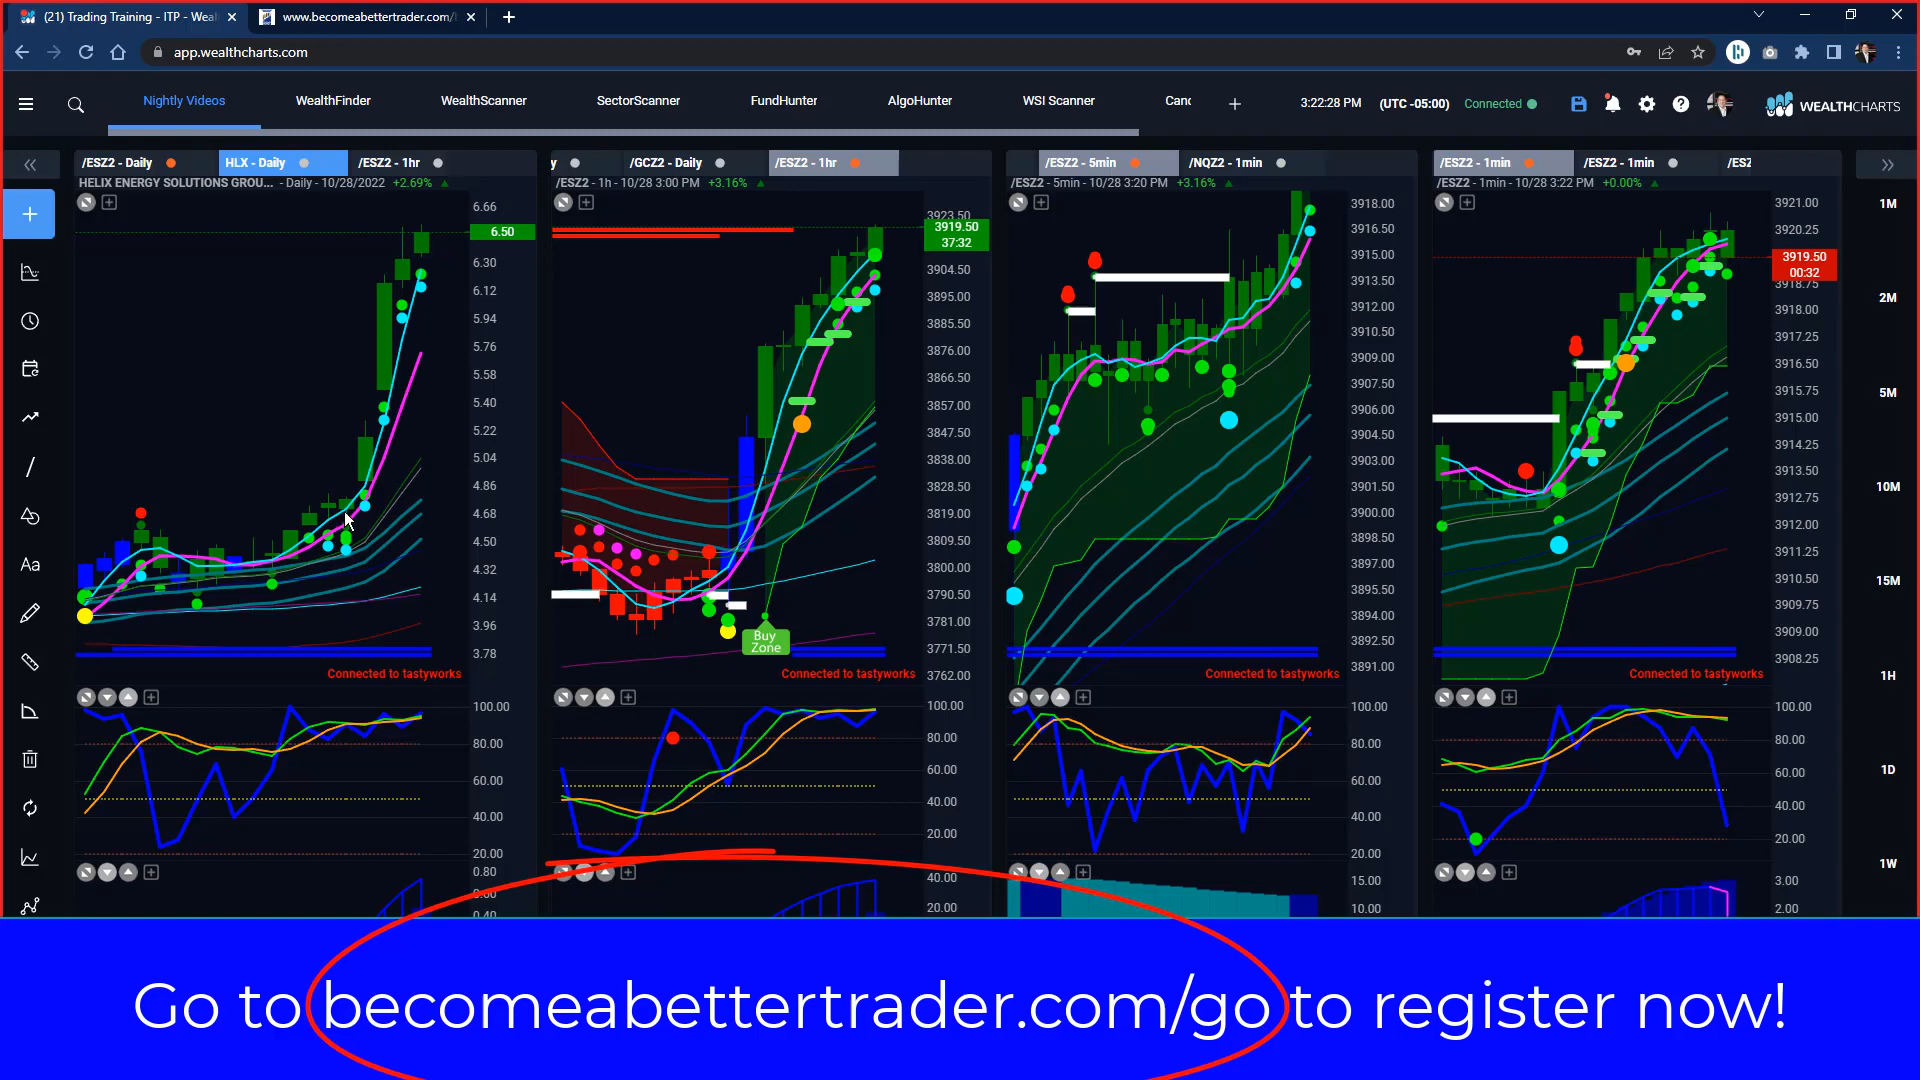 (21) Trading Training - ITP - Weal
www.becomeabettertrader.com/
app.wealthcharts.com
Nightly Videos
WealthFinder
WealthScanner
SectorScanner
FundHunter
AlgoHunter
WSI Scanner
Canc
3:22:28 PM
(UTC -05:00)
Connected
WEALTHCHARTS
/ESZ2 - Daily
HLX - Daily
/ESZ2 - 1hr
y
/GCZ2 - Daily
/ESZ2 - 1hr
/ESZ2 - 5min
/NQZ2 - 1min
/ESZ2 - 1min
/ESZ2 - 1min
/ESZ
HELIX ENERGY SOLUTIONS GROU... - Daily - 10/28/2022 +2.69%
/ESZ2 - 1h - 10/28 3:00 PM +3.16%
/ESZ2 - 5min - 10/28 3:20 PM +3.16%
/ESZ2 - 1min - 10/28 3:22 PM +0.00%
6.66
6.50
6.30
6.12
5.94
5.76
5.58
5.40
5.22
5.04
4.86
4.68
4.50
4.32
4.14
3.96
3.78
Connected to tastyworks
100.00
80.00
60.00
40.00
20.00
0.80
0.60
0.40
3923.50
3919.50
37:32
3904.50
3895.00
3885.50
3876.00
3866.50
3857.00
3847.50
3838.00
3828.50
3819.00
3809.50
3800.00
3790.50
3781.00
3771.50
3762.00
Buy
Zone
Connected to tastyworks
100.00
80.00
60.00
40.00
20.00
40.00
20.00
3918.00
3916.50
3915.00
3913.50
3912.00
3910.50
3909.00
3907.50
3906.00
3904.50
3903.00
3901.50
3900.00
3898.50
3897.00
3895.50
3894.00
3892.50
3891.00
Connected to tastyworks
100.00
80.00
60.00
40.00
20.00
15.00
10.00
3921.00
3920.25
3919.50
00:32
3918.75
3918.00
3917.25
3916.50
3915.75
3915.00
3914.25
3913.50
3912.75
3912.00
3911.25
3910.50
3909.75
3909.00
3908.25
Connected to tastyworks
100.00
80.00
60.00
40.00
20.00
3.00
2.00
1M
2M
5M
10M
15M
1H
1D
1W
Aa
Go to becomeabettertrader.com/go to register now!